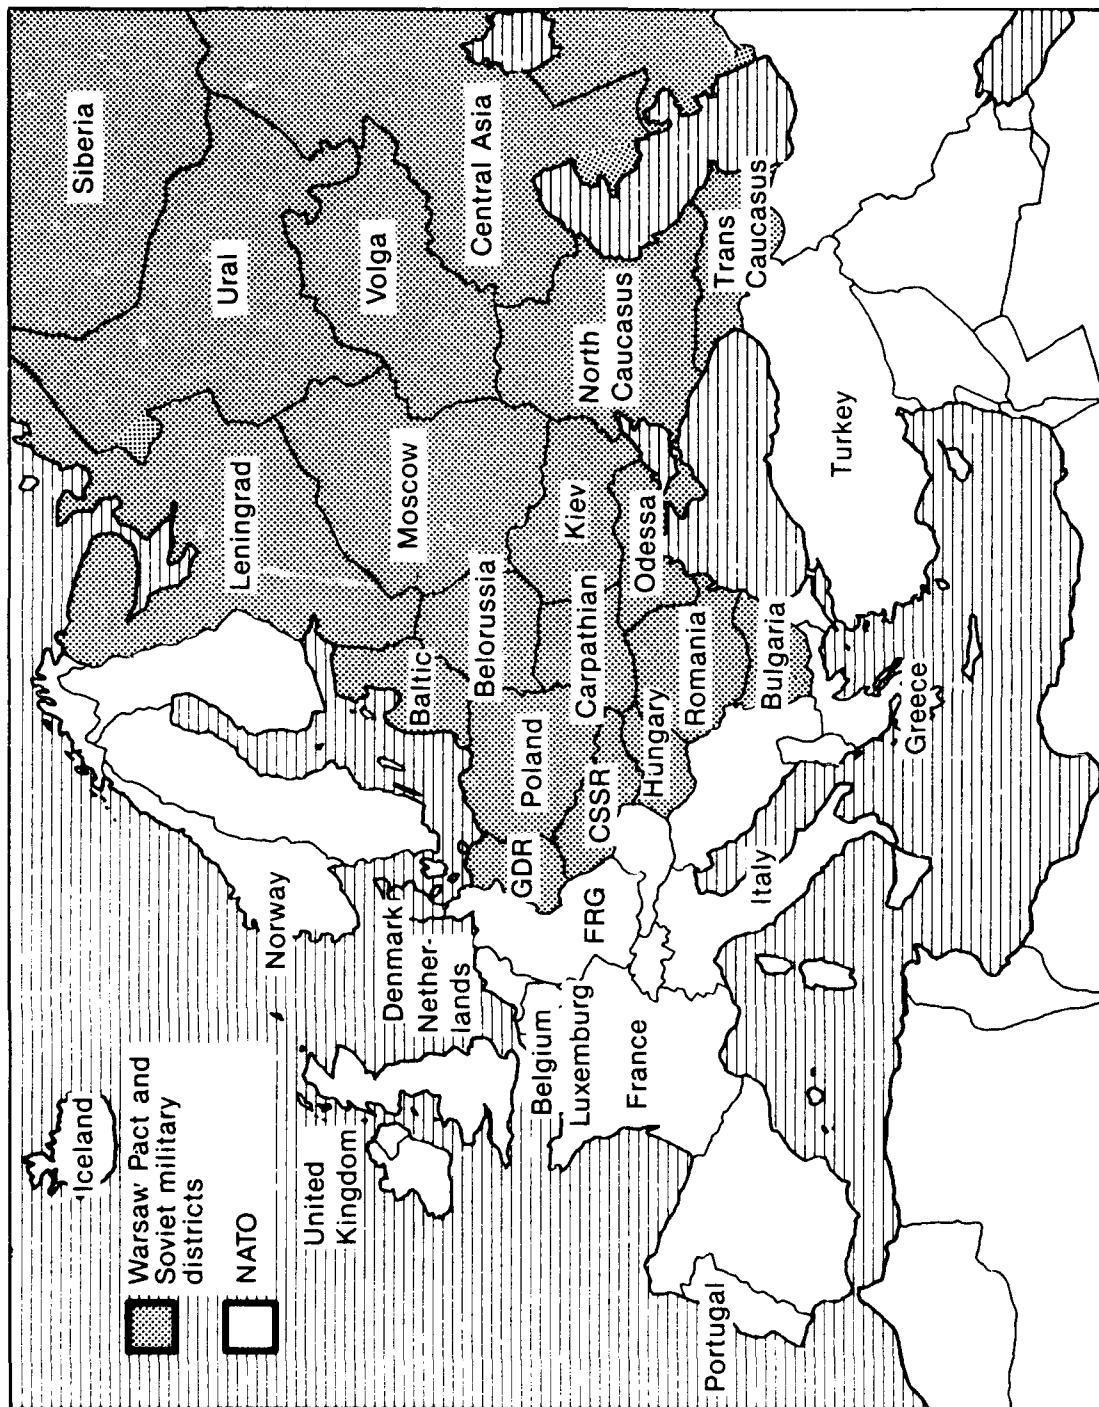 Iceland
Warsaw Pact and
Soviet military
districts
NATO
Norway
United
Kingdom
Denmark
Nether-
lands
Belgium
Luxemburg
France
Portugal
FRG
Italy
Greece
Turkey
GDR
Poland
CSSR
Hungary
Romania
Bulgaria
Baltic
Belorussia
Carpathian
Odessa
Kiev
Leningrad
Moscow
North
Caucasus
Trans
Caucasus
Ural
Volga
Central Asia
Siberia